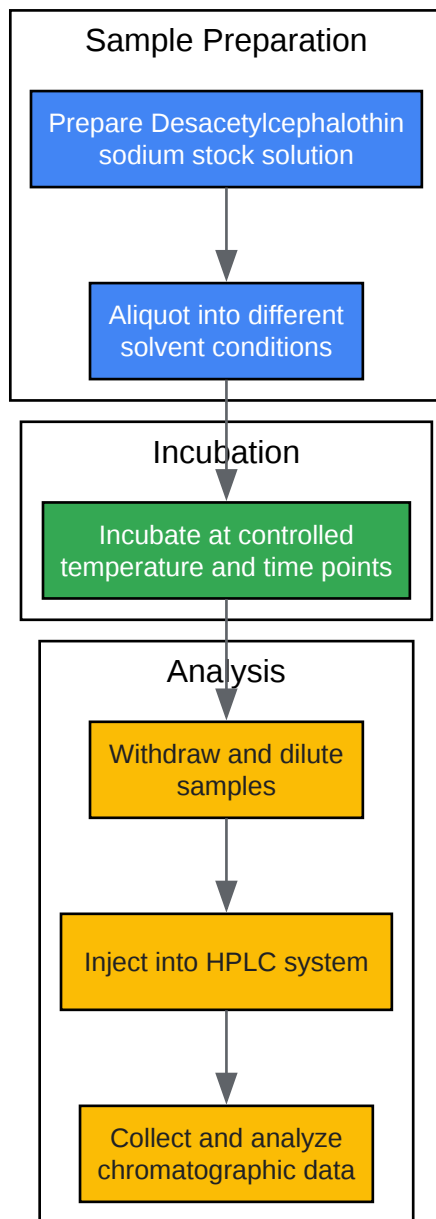 Sample Preparation
Prepare Desacetylcephalothin
sodium stock solution
Aliquot into different
solvent conditions
Incubation
Incubate at controlled
temperature and time points
Analysis
Withdraw and dilute
samples
Inject into HPLC system
Collect and analyze
chromatographic data